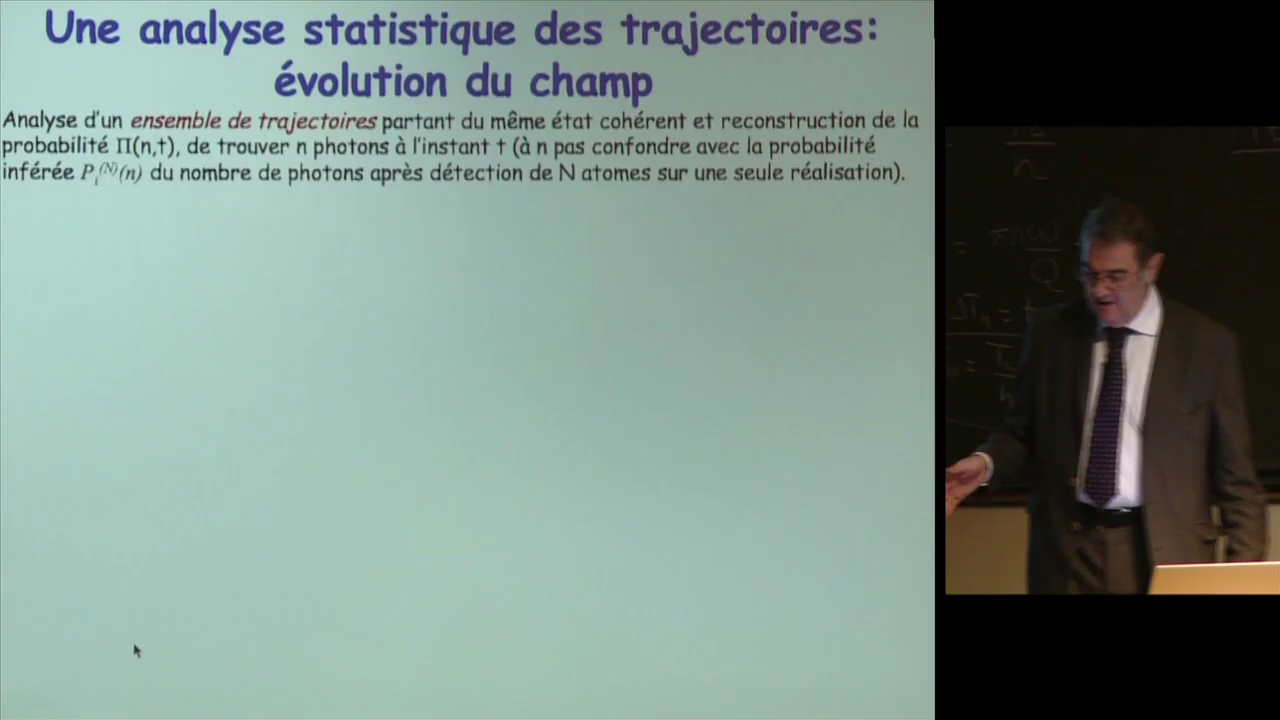 Une analyse statistique des trajectoires:
évolution du champ
Analyse d'un ensemble de trajectoires partant du même état cohérent et reconstruction de la
probabilité Π(n,t), de trouver n photons à l'instant t (à n pas confondre avec la probabilité
inférée P_i^(N)(n) du nombre de photons après détection de N atomes sur une seule réalisation).
n
ω
Q